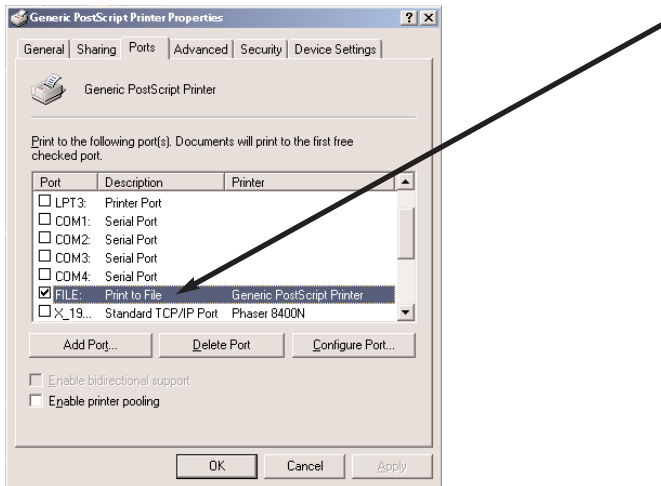 Generic PostScript Printer Properties
General Sharing Ports Advanced Security Device Settings
Generic PostScript Printer
Print to the following port(s). Documents will print to the first free
checked port.
Port Description Printer
LPT3: Printer Port
COM1: Serial Port
COM2: Serial Port
COM3: Serial Port
COM4: Serial Port
FILE: Print to File Generic PostScript Printer
X_19... Standard TCP/IP Port Phaser 8400N
Add Port... Delete Port Configure Port...
Enable bidirectional support
Enable printer pooling
OK Cancel Apply